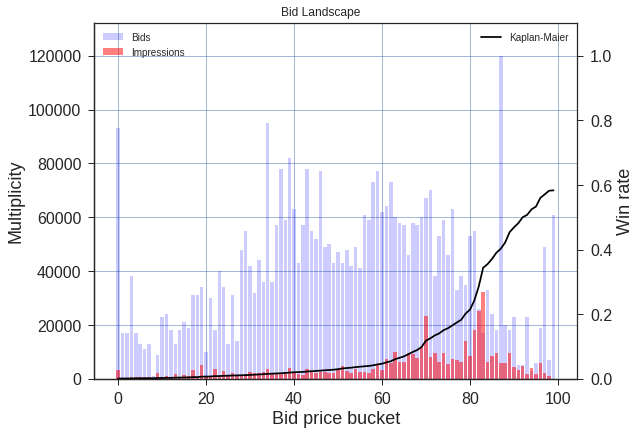 Bid Landscape
Bids
Impressions
Kaplan-Maier
120000
100000
80000
60000
40000
20000
0
Multiplicity
1.0
0.8
0.6
0.4
0.2
0.0
Win rate
0 20 40 60 80 100
Bid price bucket